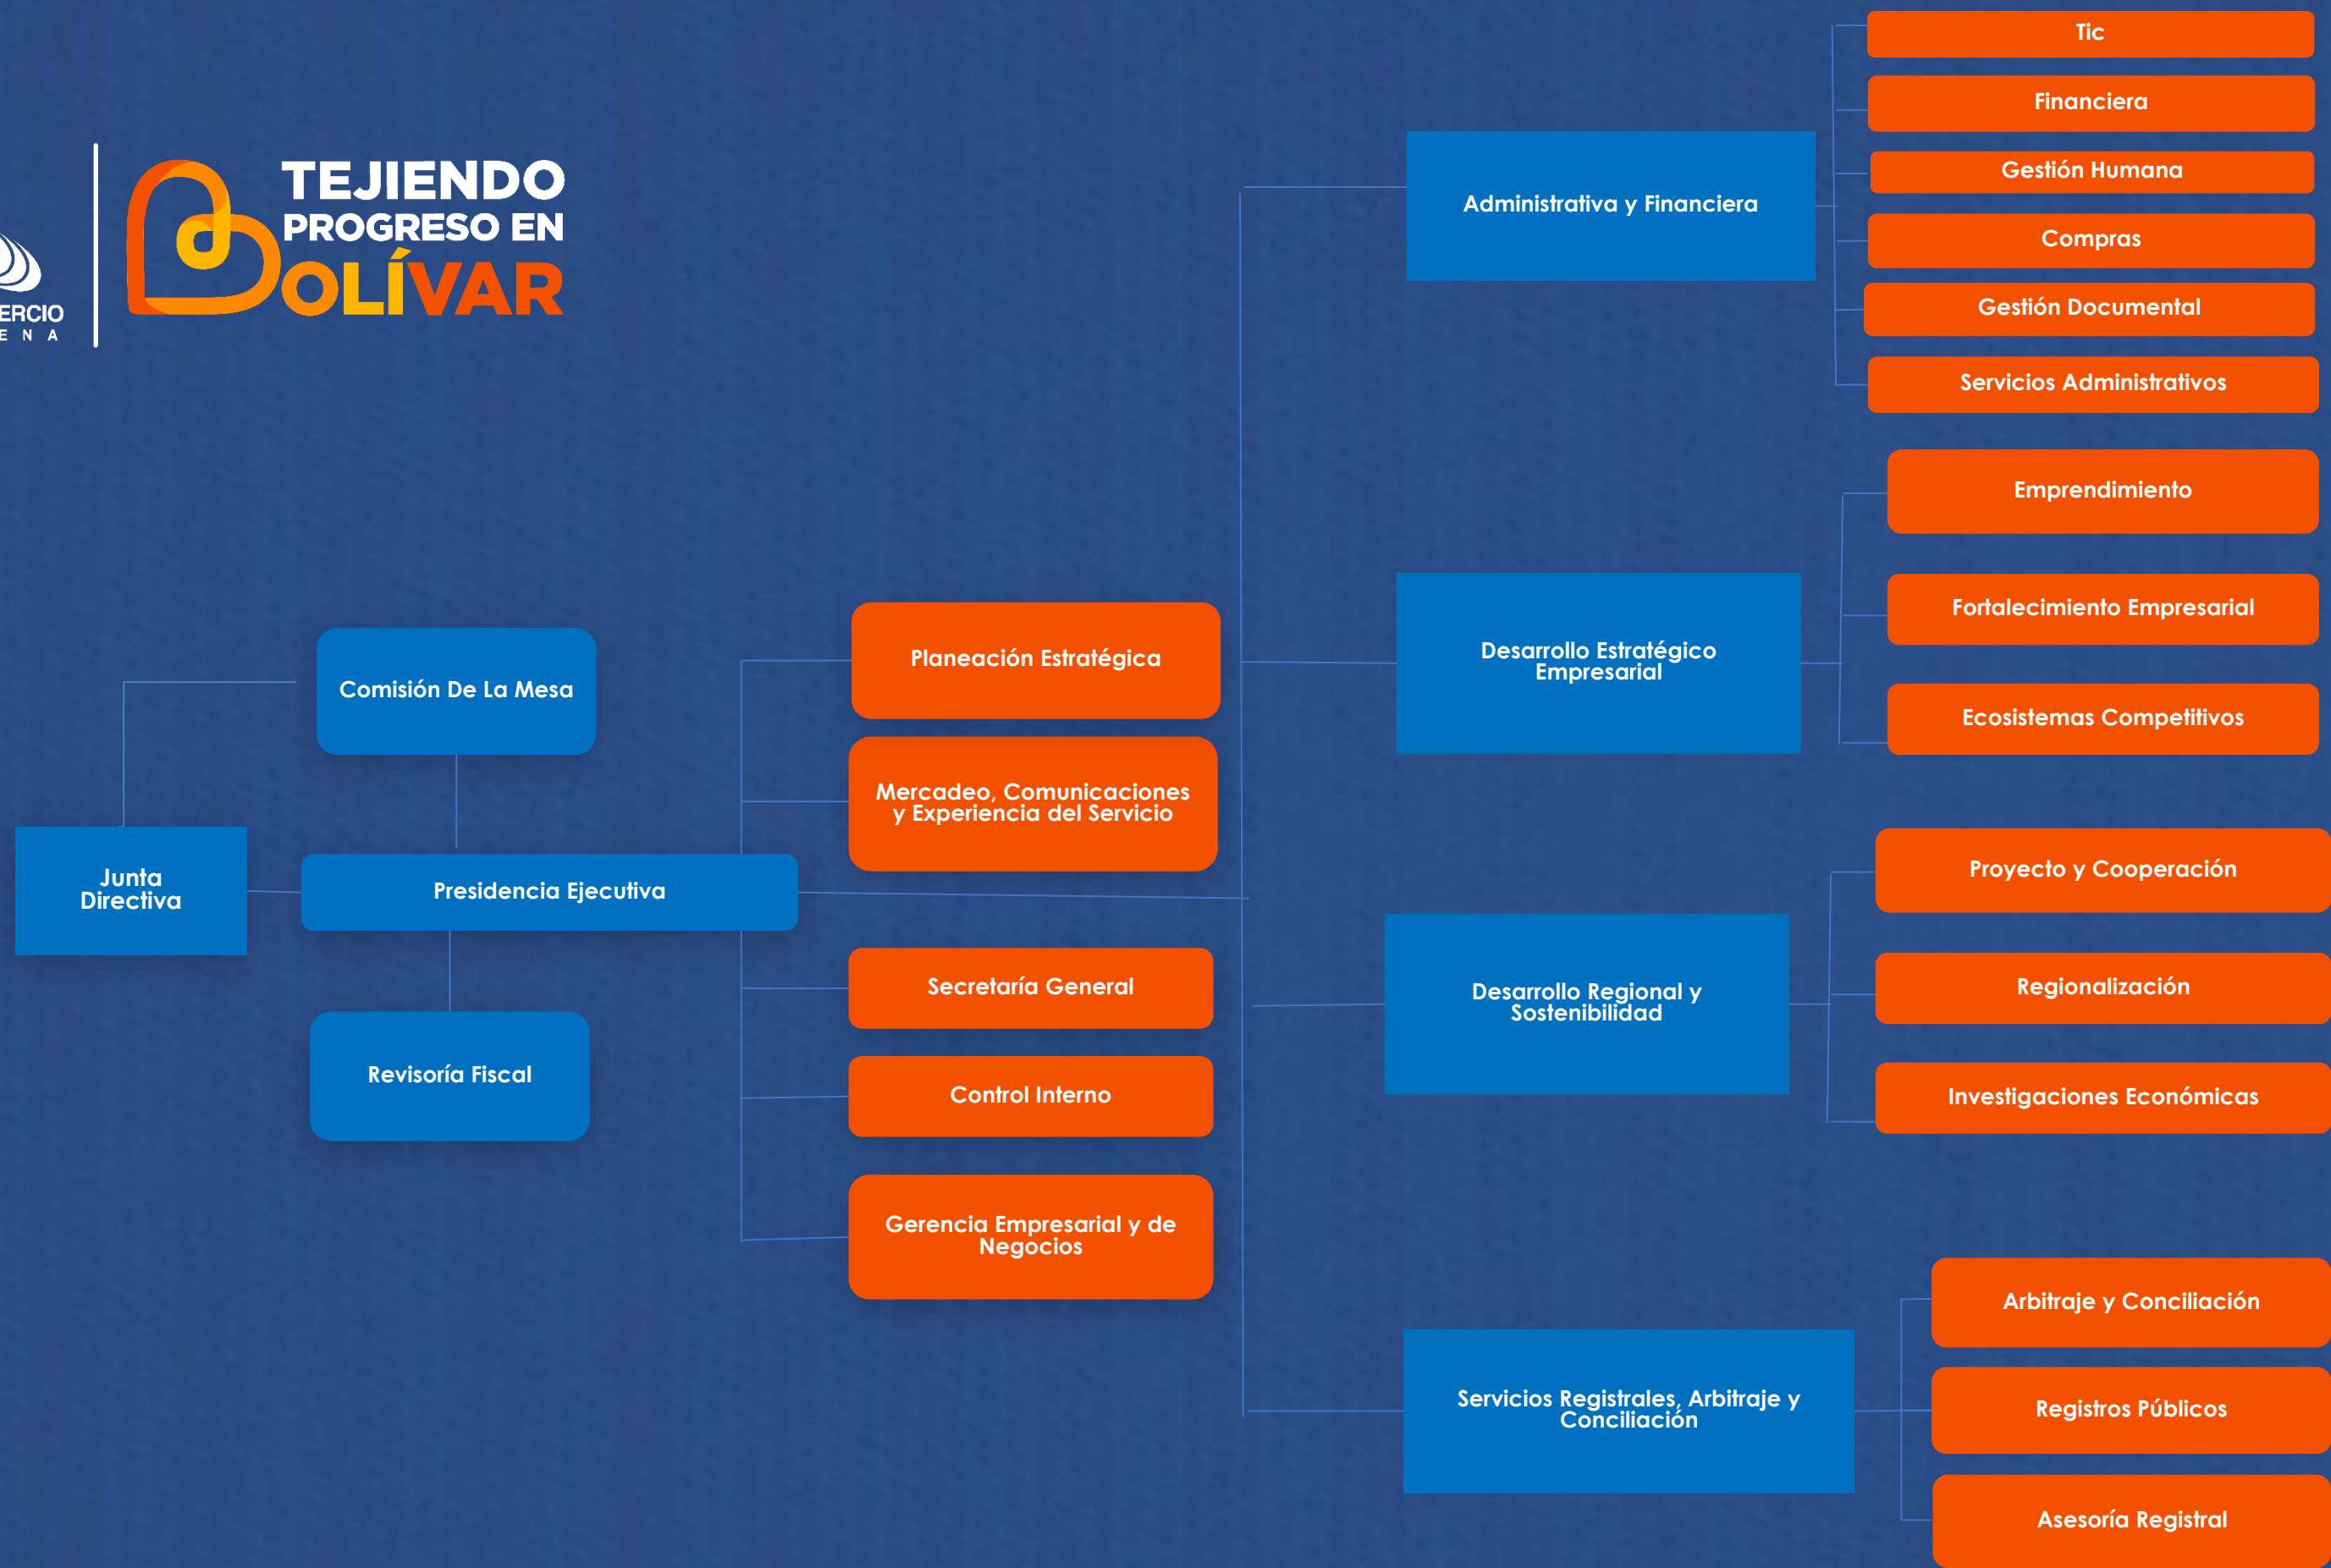 TEJIENDO
PROGRESO EN
BOLÍVAR
ERCIO
ENA
Junta
Directiva
Comisión De La Mesa
Presidencia Ejecutiva
Revisoría Fiscal
Planeación Estratégica
Mercadeo, Comunicaciones
y Experiencia del Servicio
Secretaría General
Control Interno
Gerencia Empresarial y de
Negocios
Administrativa y Financiera
Tic
Financiera
Gestión Humana
Compras
Gestión Documental
Servicios Administrativos
Desarrollo Estratégico
Empresarial
Emprendimiento
Fortalecimiento Empresarial
Ecosistemas Competitivos
Desarrollo Regional y
Sostenibilidad
Proyecto y Cooperación
Regionalización
Investigaciones Económicas
Servicios Registrales, Arbitraje y
Conciliación
Arbitraje y Conciliación
Registros Públicos
Asesoría Registral